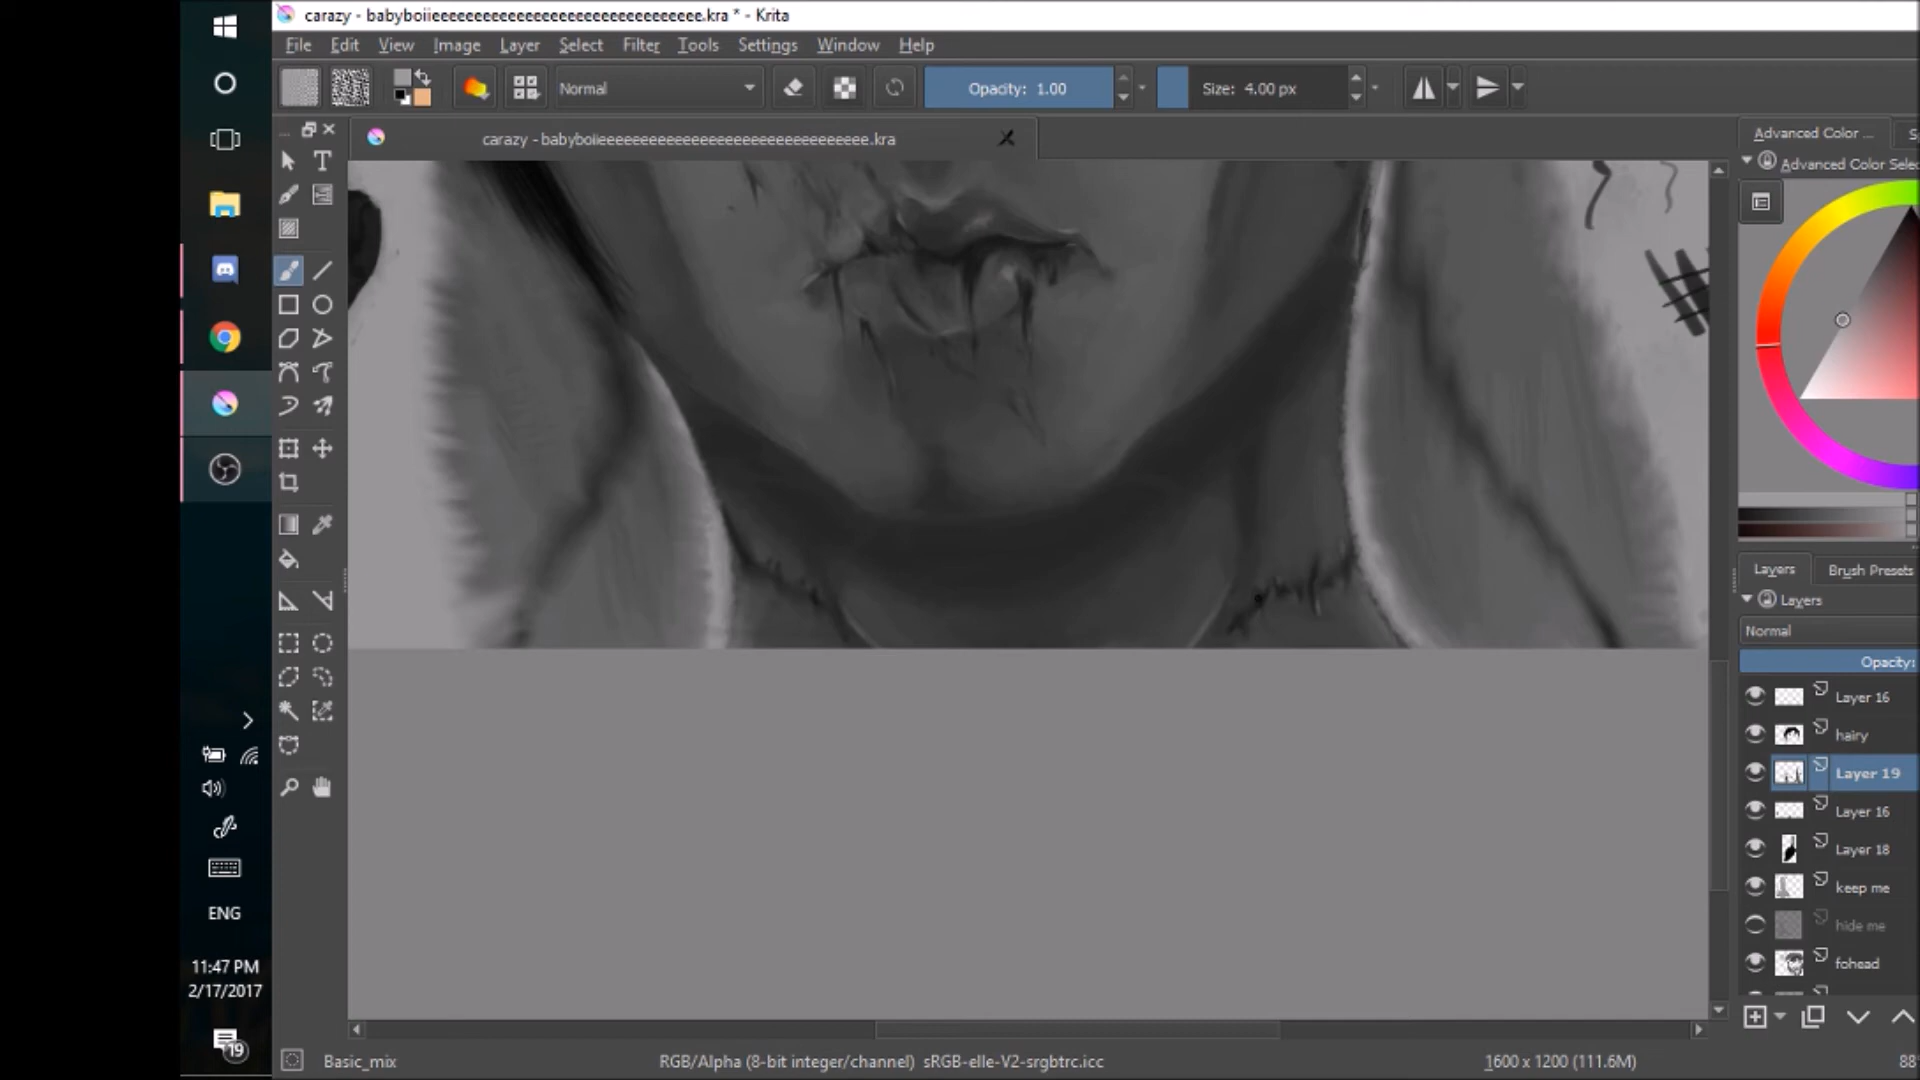 carazy - babyboiieeeeeeeeeeeeeeeeeeeeeeeeeeeeeeee.kra * - Krita
File Edit View Image Layer Select Filter Tools Settings Window Help
Normal Opacity: 1.00 Size: 4.00 px
carazy - babyboiieeeeeeeeeeeeeeeeeeeeeeeeeeeeeeee.kra
Advanced Color ...
Advanced Color Selec
Layers Brush Presets
Layers
Normal
Opacity:
Layer 16
hairy
Layer 19
Layer 16
Layer 18
keep me
hide me
fohead
ENG
11:47 PM
2/17/2017
19
Basic_mix RGB/Alpha (8-bit integer/channel) sRGB-elle-V2-srgbtrc.icc 1600 x 1200 (111.6M) 88